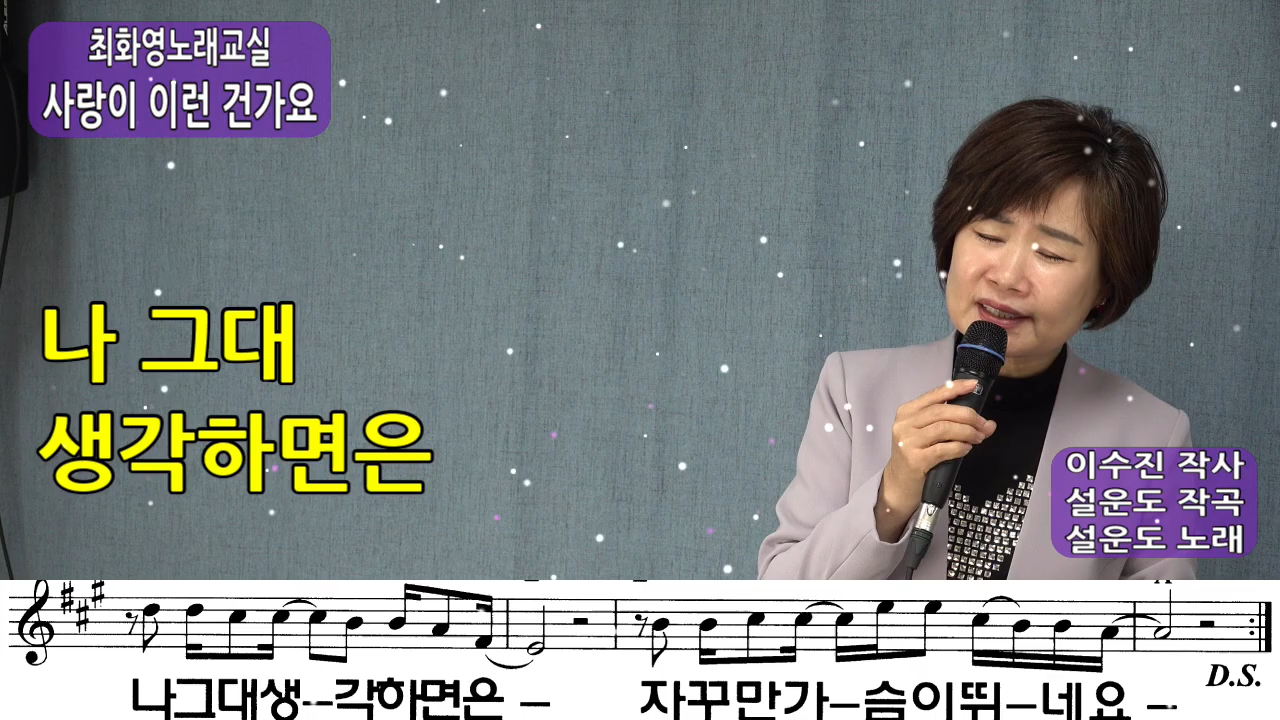 최화영노래교실
사랑이 이런 건가요
나 그대
생각하면은
이수진 작사
설운도 작곡
설운도 노래
D.S.
나그대생--각하면은 – 자꾸만가–슴이뛰–네요 --